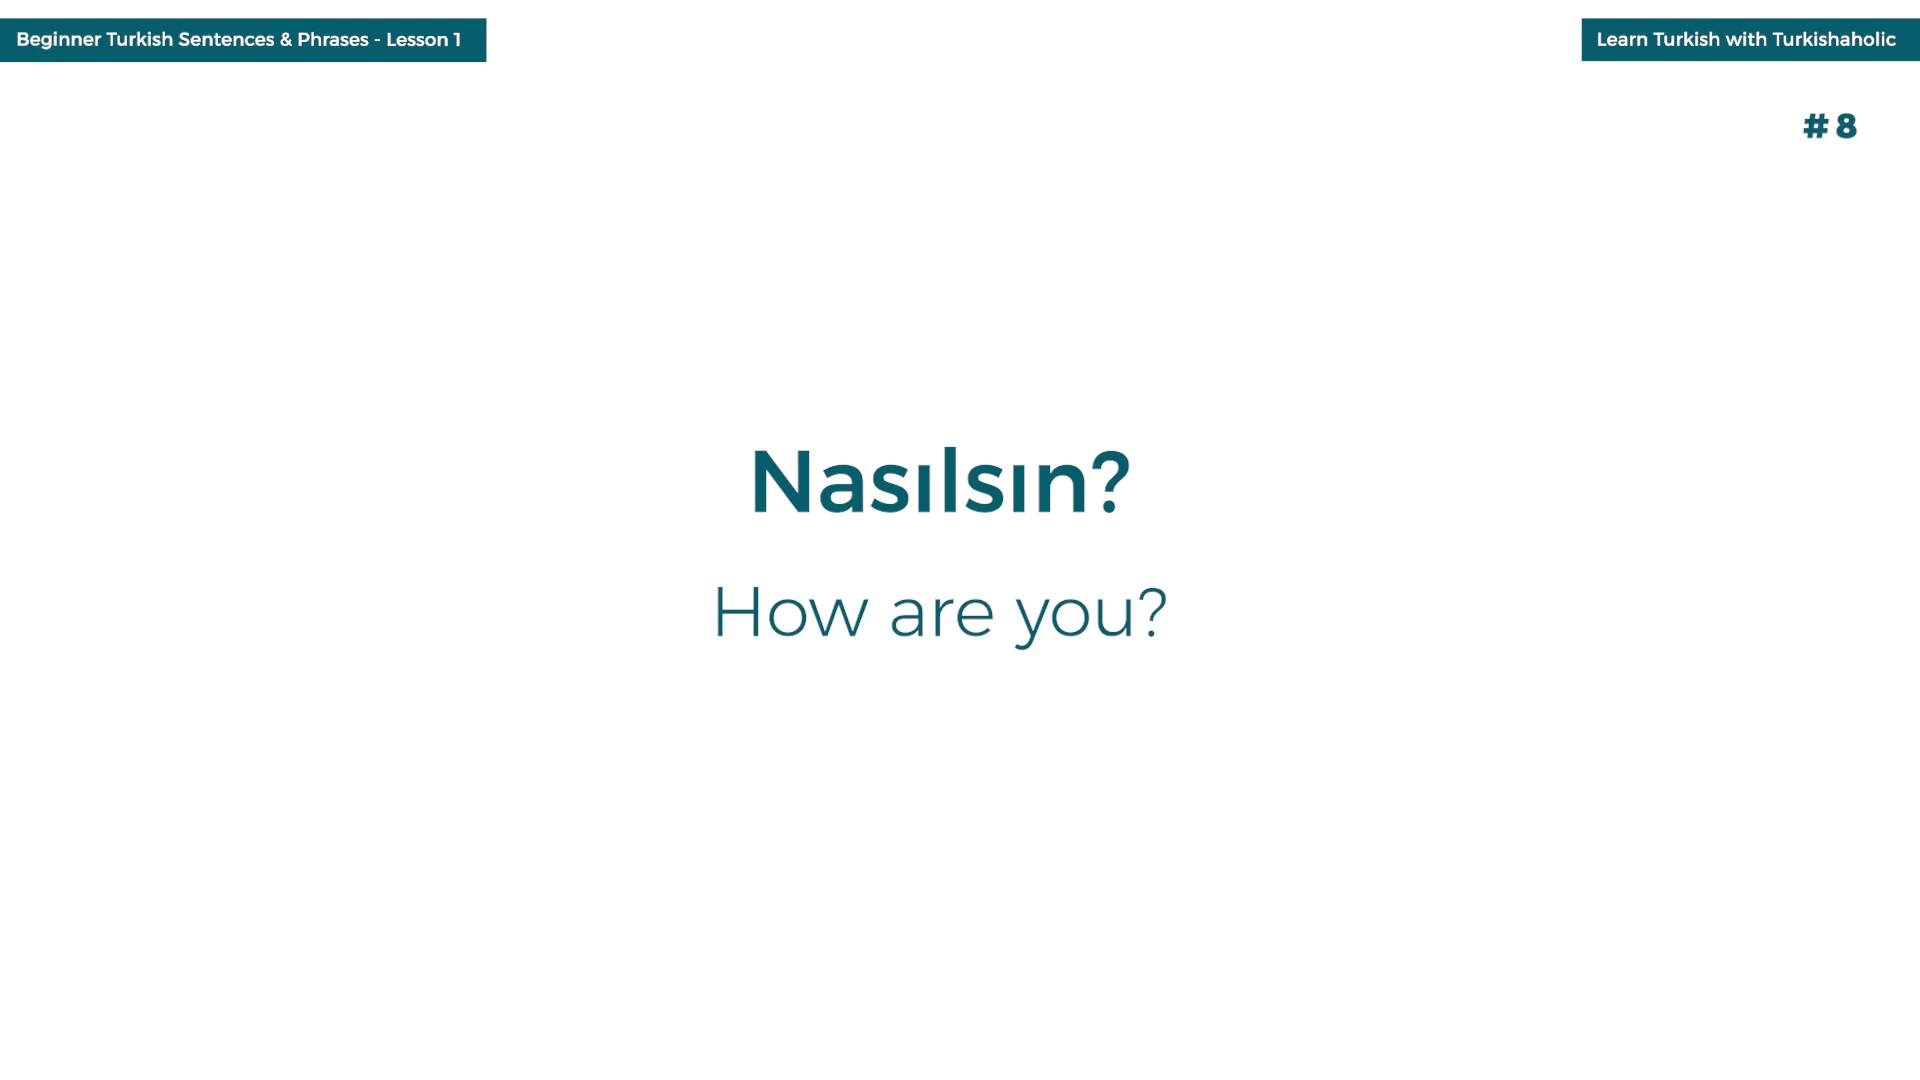 Beginner Turkish Sentences & Phrases - Lesson 1
Learn Turkish with Turkishaholic
# 8
Nasılsın?
How are you?